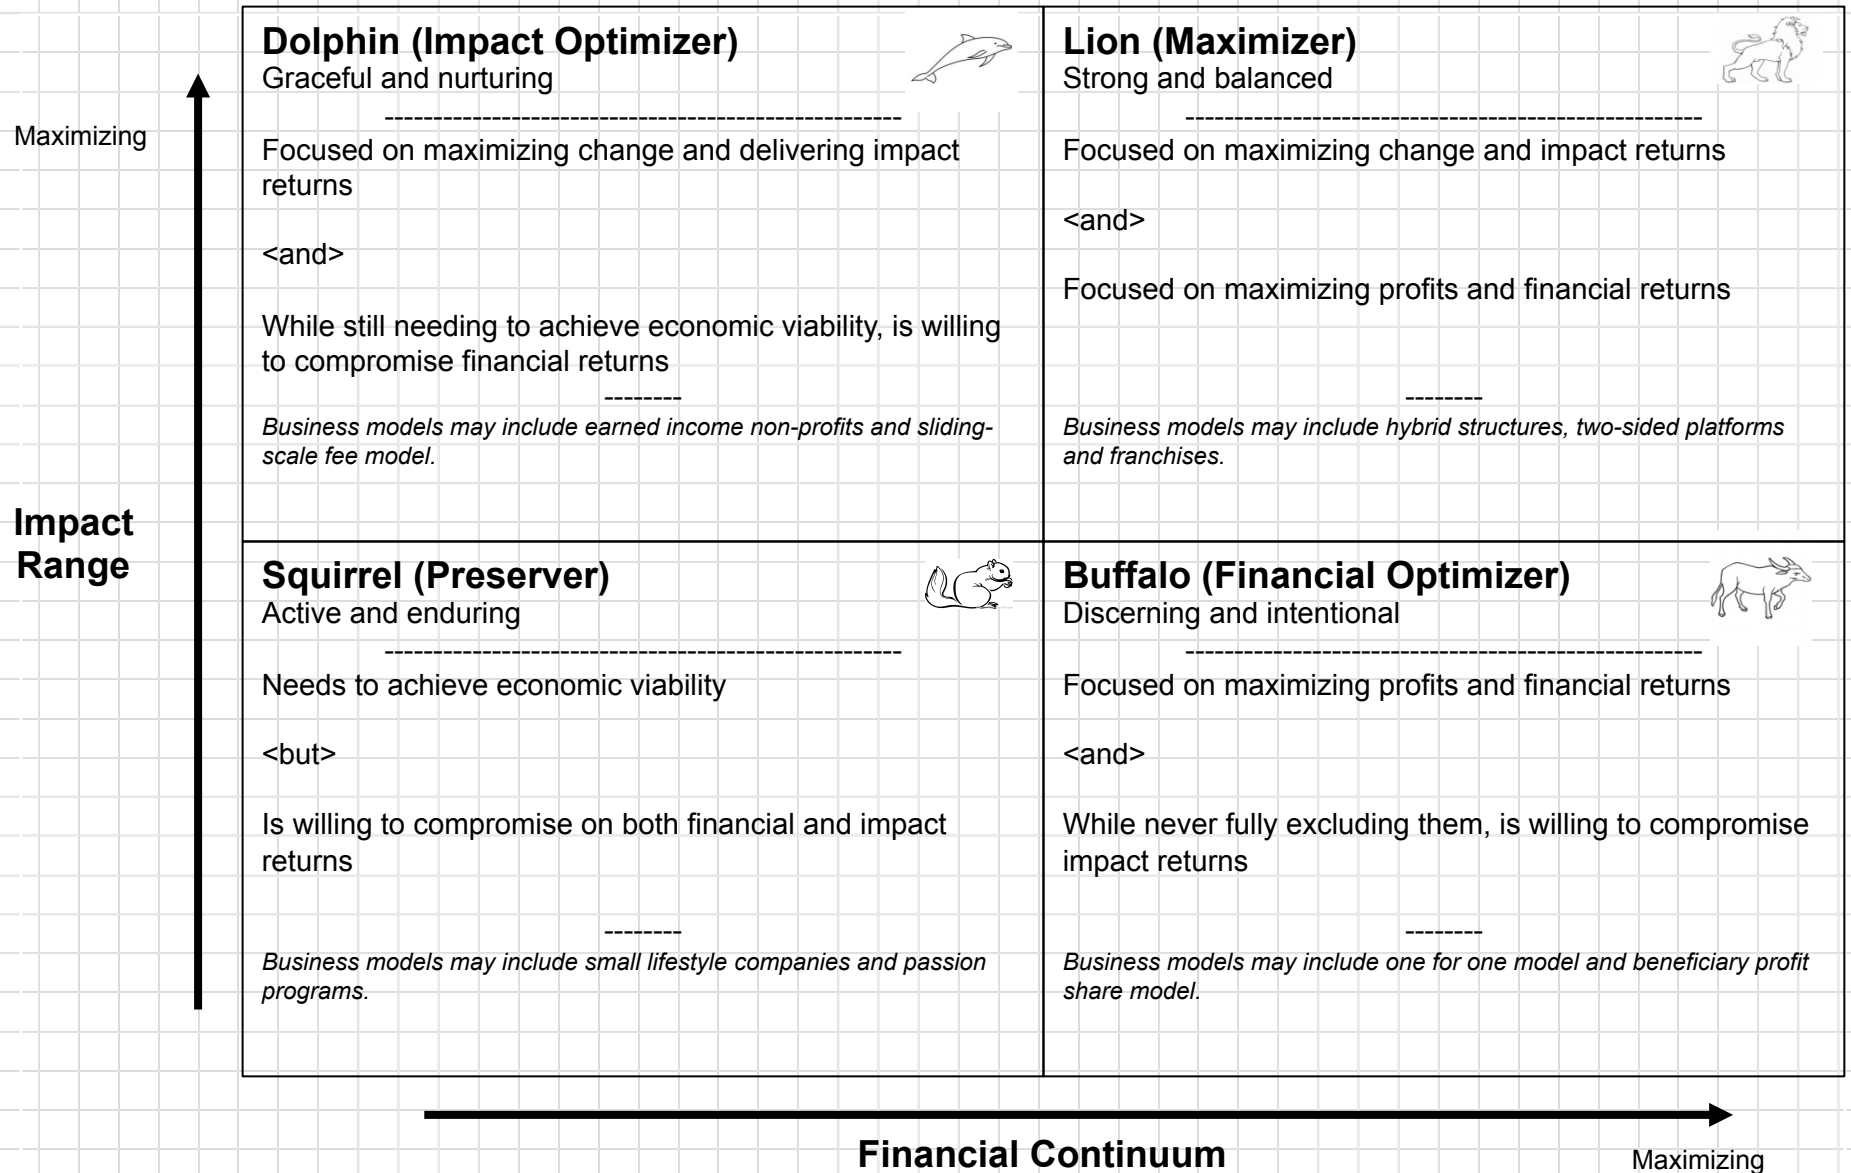 Dolphin (Impact Optimizer)
Graceful and nurturing
-----------------------------------------------------
Focused on maximizing change and delivering impact
returns
<and>
While still needing to achieve economic viability, is willing
to compromise financial returns
--------
Business models may include earned income non-profits and sliding-
scale fee model.
Lion (Maximizer)
Strong and balanced
-----------------------------------------------------
Focused on maximizing change and impact returns
<and>
Focused on maximizing profits and financial returns
--------
Business models may include hybrid structures, two-sided platforms
and franchises.
Maximizing
Impact
Range
Squirrel (Preserver)
Active and enduring
-----------------------------------------------------
Needs to achieve economic viability
<but>
Is willing to compromise on both financial and impact
returns
--------
Business models may include small lifestyle companies and passion
programs.
Buffalo (Financial Optimizer)
Discerning and intentional
-----------------------------------------------------
Focused on maximizing profits and financial returns
<and>
While never fully excluding them, is willing to compromise
impact returns
--------
Business models may include one for one model and beneficiary profit
share model.
Financial Continuum
Maximizing